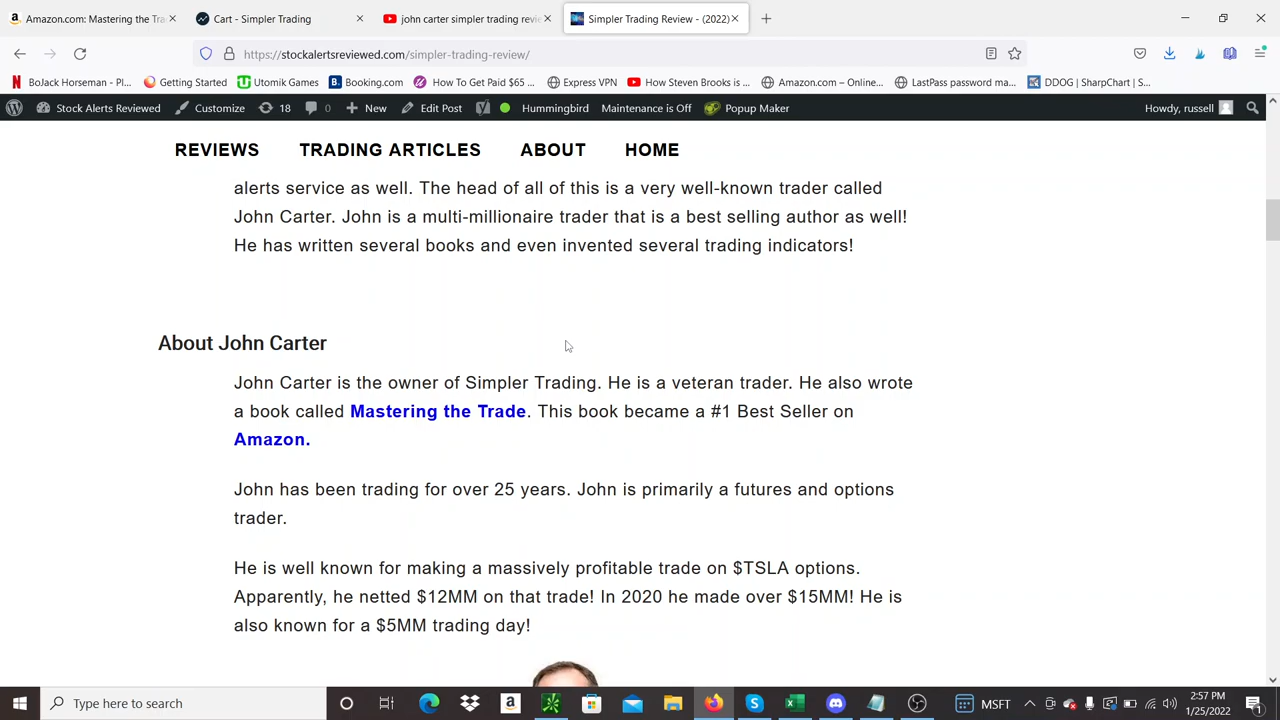 Amazon.com: Mastering the Tra
Cart - Simpler Trading
john carter simpler trading revie
Simpler Trading Review - (2022)
https://stockalertsreviewed.com/simpler-trading-review/
BoJack Horseman - Pl...
Getting Started
Utomik Games
Booking.com
How To Get Paid $65 ...
Express VPN
How Steven Brooks is ...
Amazon.com – Online...
LastPass password ma...
DDOG | SharpChart | S...
Stock Alerts Reviewed
Customize
18
0
New
Edit Post
Hummingbird
Maintenance is Off
Popup Maker
Howdy, russell
REVIEWS
TRADING ARTICLES
ABOUT
HOME
alerts service as well. The head of all of this is a very well-known trader called
John Carter. John is a multi-millionaire trader that is a best selling author as well!
He has written several books and even invented several trading indicators!
About John Carter
John Carter is the owner of Simpler Trading. He is a veteran trader. He also wrote
a book called Mastering the Trade. This book became a #1 Best Seller on
Amazon.
John has been trading for over 25 years. John is primarily a futures and options
trader.
He is well known for making a massively profitable trade on $TSLA options.
Apparently, he netted $12MM on that trade! In 2020 he made over $15MM! He is
also known for a $5MM trading day!
Type here to search
MSFT
2:57 PM
1/25/2022
1